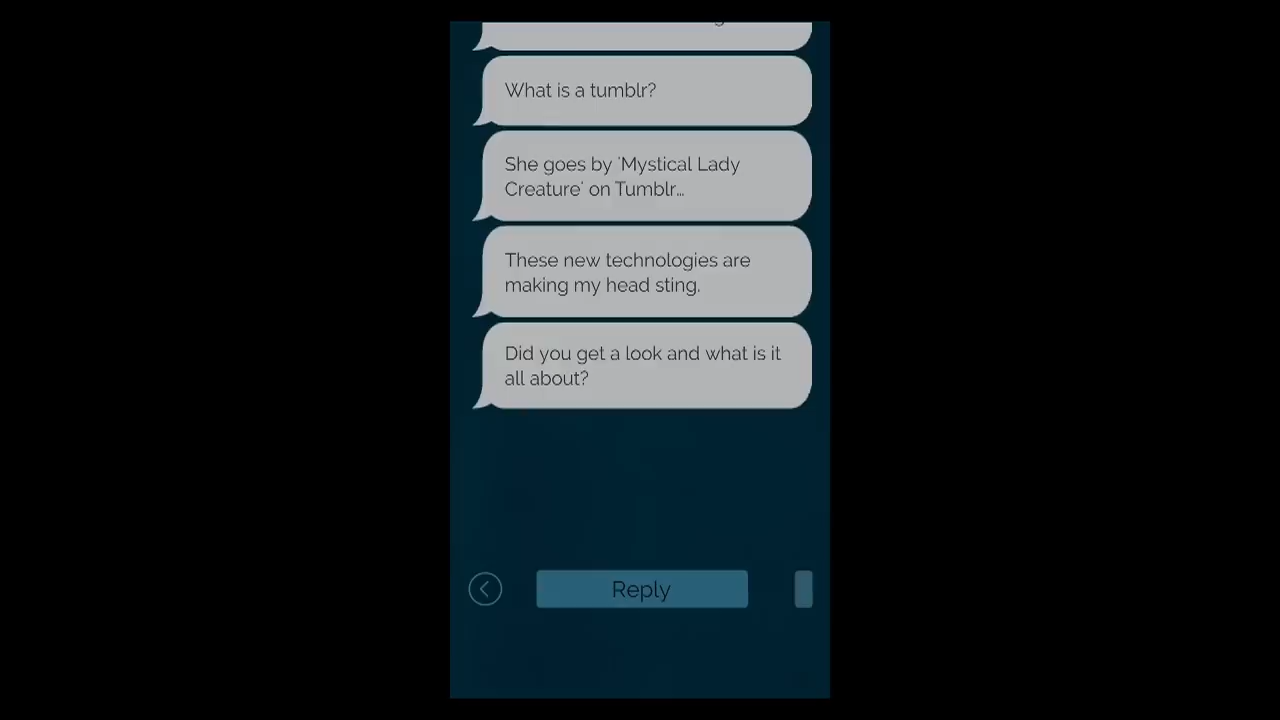 What is a tumblr?
She goes by 'Mystical Lady
Creature' on Tumblr...
These new technologies are
making my head sting.
Did you get a look and what is it
all about?
Reply